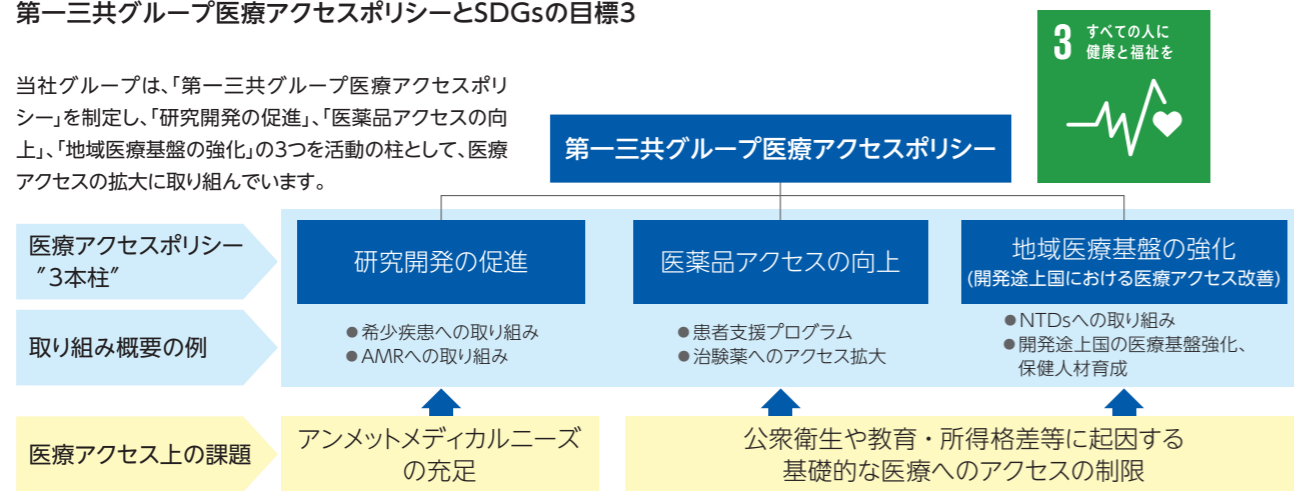 第一三共グループ医療アクセスポリシーとSDGsの目標3
3 すべての人に
健康と福祉を
当社グループは、「第一三共グループ医療アクセスポリ
シー」を制定し、「研究開発の促進」、「医薬品アクセスの向
上」、「地域医療基盤の強化」の3つを活動の柱として、医療
アクセスの拡大に取り組んでいます。
第一三共グループ医療アクセスポリシー
医療アクセスポリシー
〞3本柱〞
研究開発の促進
医薬品アクセスの向上
地域医療基盤の強化
(開発途上国における医療アクセス改善)
取り組み概要の例
●希少疾患への取り組み
●AMRへの取り組み
●患者支援プログラム
●治験薬へのアクセス拡大
●NTDsへの取り組み
●開発途上国の医療基盤強化、
保健人材育成
医療アクセス上の課題
アンメットメディカルニーズ
の充足
公衆衛生や教育・所得格差等に起因する
基礎的な医療へのアクセスの制限